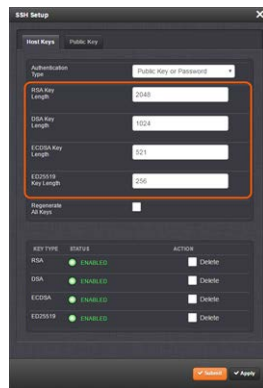 SSH Setup X
Host Keys Public Key
Authentication
Type
Public Key or Password
RSA Key
Length
2048
DSA Key
Length
1024
ECDSA Key
Length
521
ED25519
Key Length
256
Regenerate
All Keys
KEY TYPE STATUS ACTION
RSA ENABLED Delete
DSA ENABLED Delete
ECDSA ENABLED Delete
ED25519 ENABLED Delete
Submit Apply